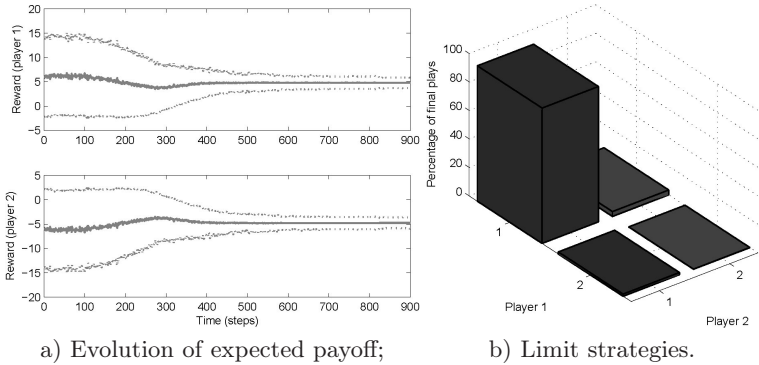 20
15
10
5
0
−5
Reward (player 1)
0 100 200 300 400 500 600 700 800 900
5
0
−5
−10
−15
−20
Reward (player 2)
0 100 200 300 400 500 600 700 800 900
Time (steps)
a) Evolution of expected payoff;
100
80
60
40
20
0
Percentage of final plays
1
2
Player 1
1
2
Player 2
b) Limit strategies.